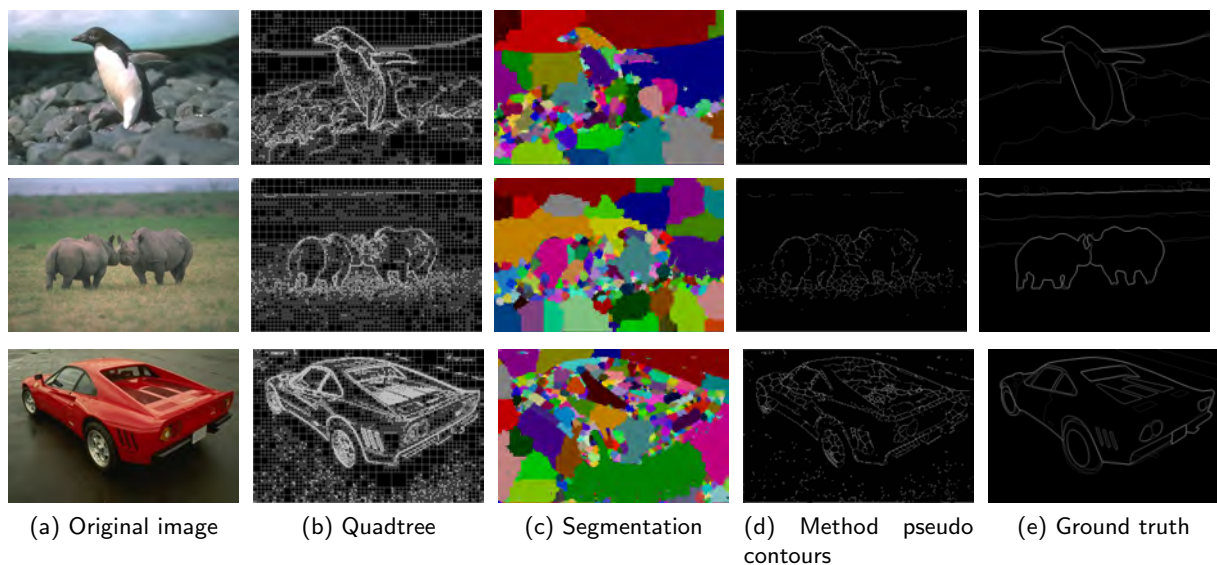 (a) Original image
(b) Quadtree
(c) Segmentation
(d) Method pseudo
contours
(e) Ground truth